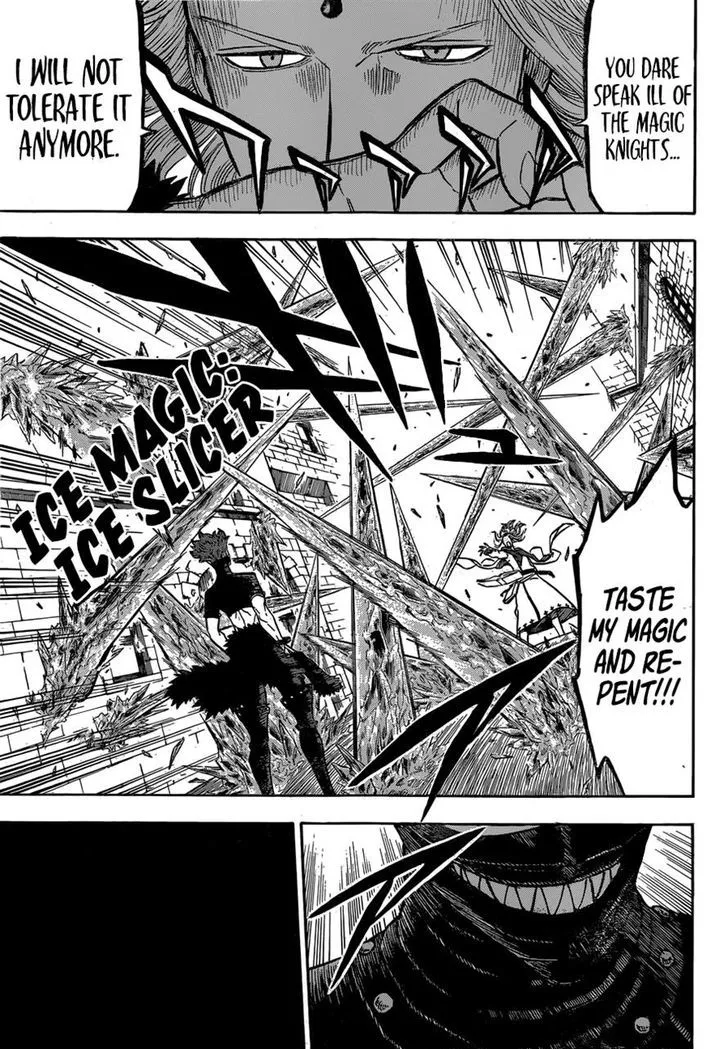 YOU DARE
SPEAK ILL OF
THE MAGIC
KNIGHTS...
I WILL NOT
TOLERATE IT
ANYMORE.
ICE MAGIC:
ICE SLICER
TASTE
MY MAGIC
AND RE-
PENT!!!